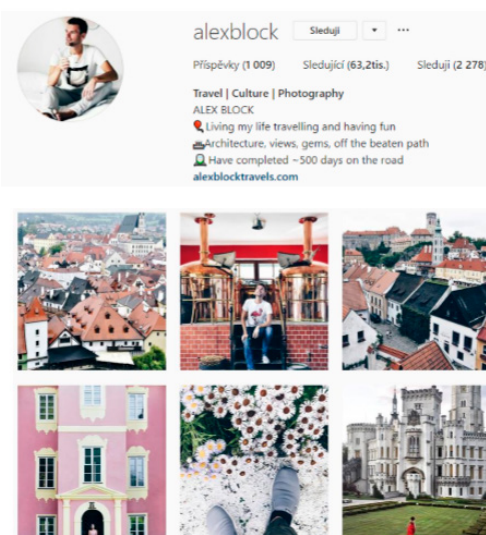 alexblock Sleduji ▾ •••
Příspěvky (1 009) Sledující (63,2tis.) Sleduji (2 278)
Travel | Culture | Photography
ALEX BLOCK
🎈Living my life travelling and having fun
Architecture, views, gems, off the beaten path
Have completed ~500 days on the road
alexblocktravels.com